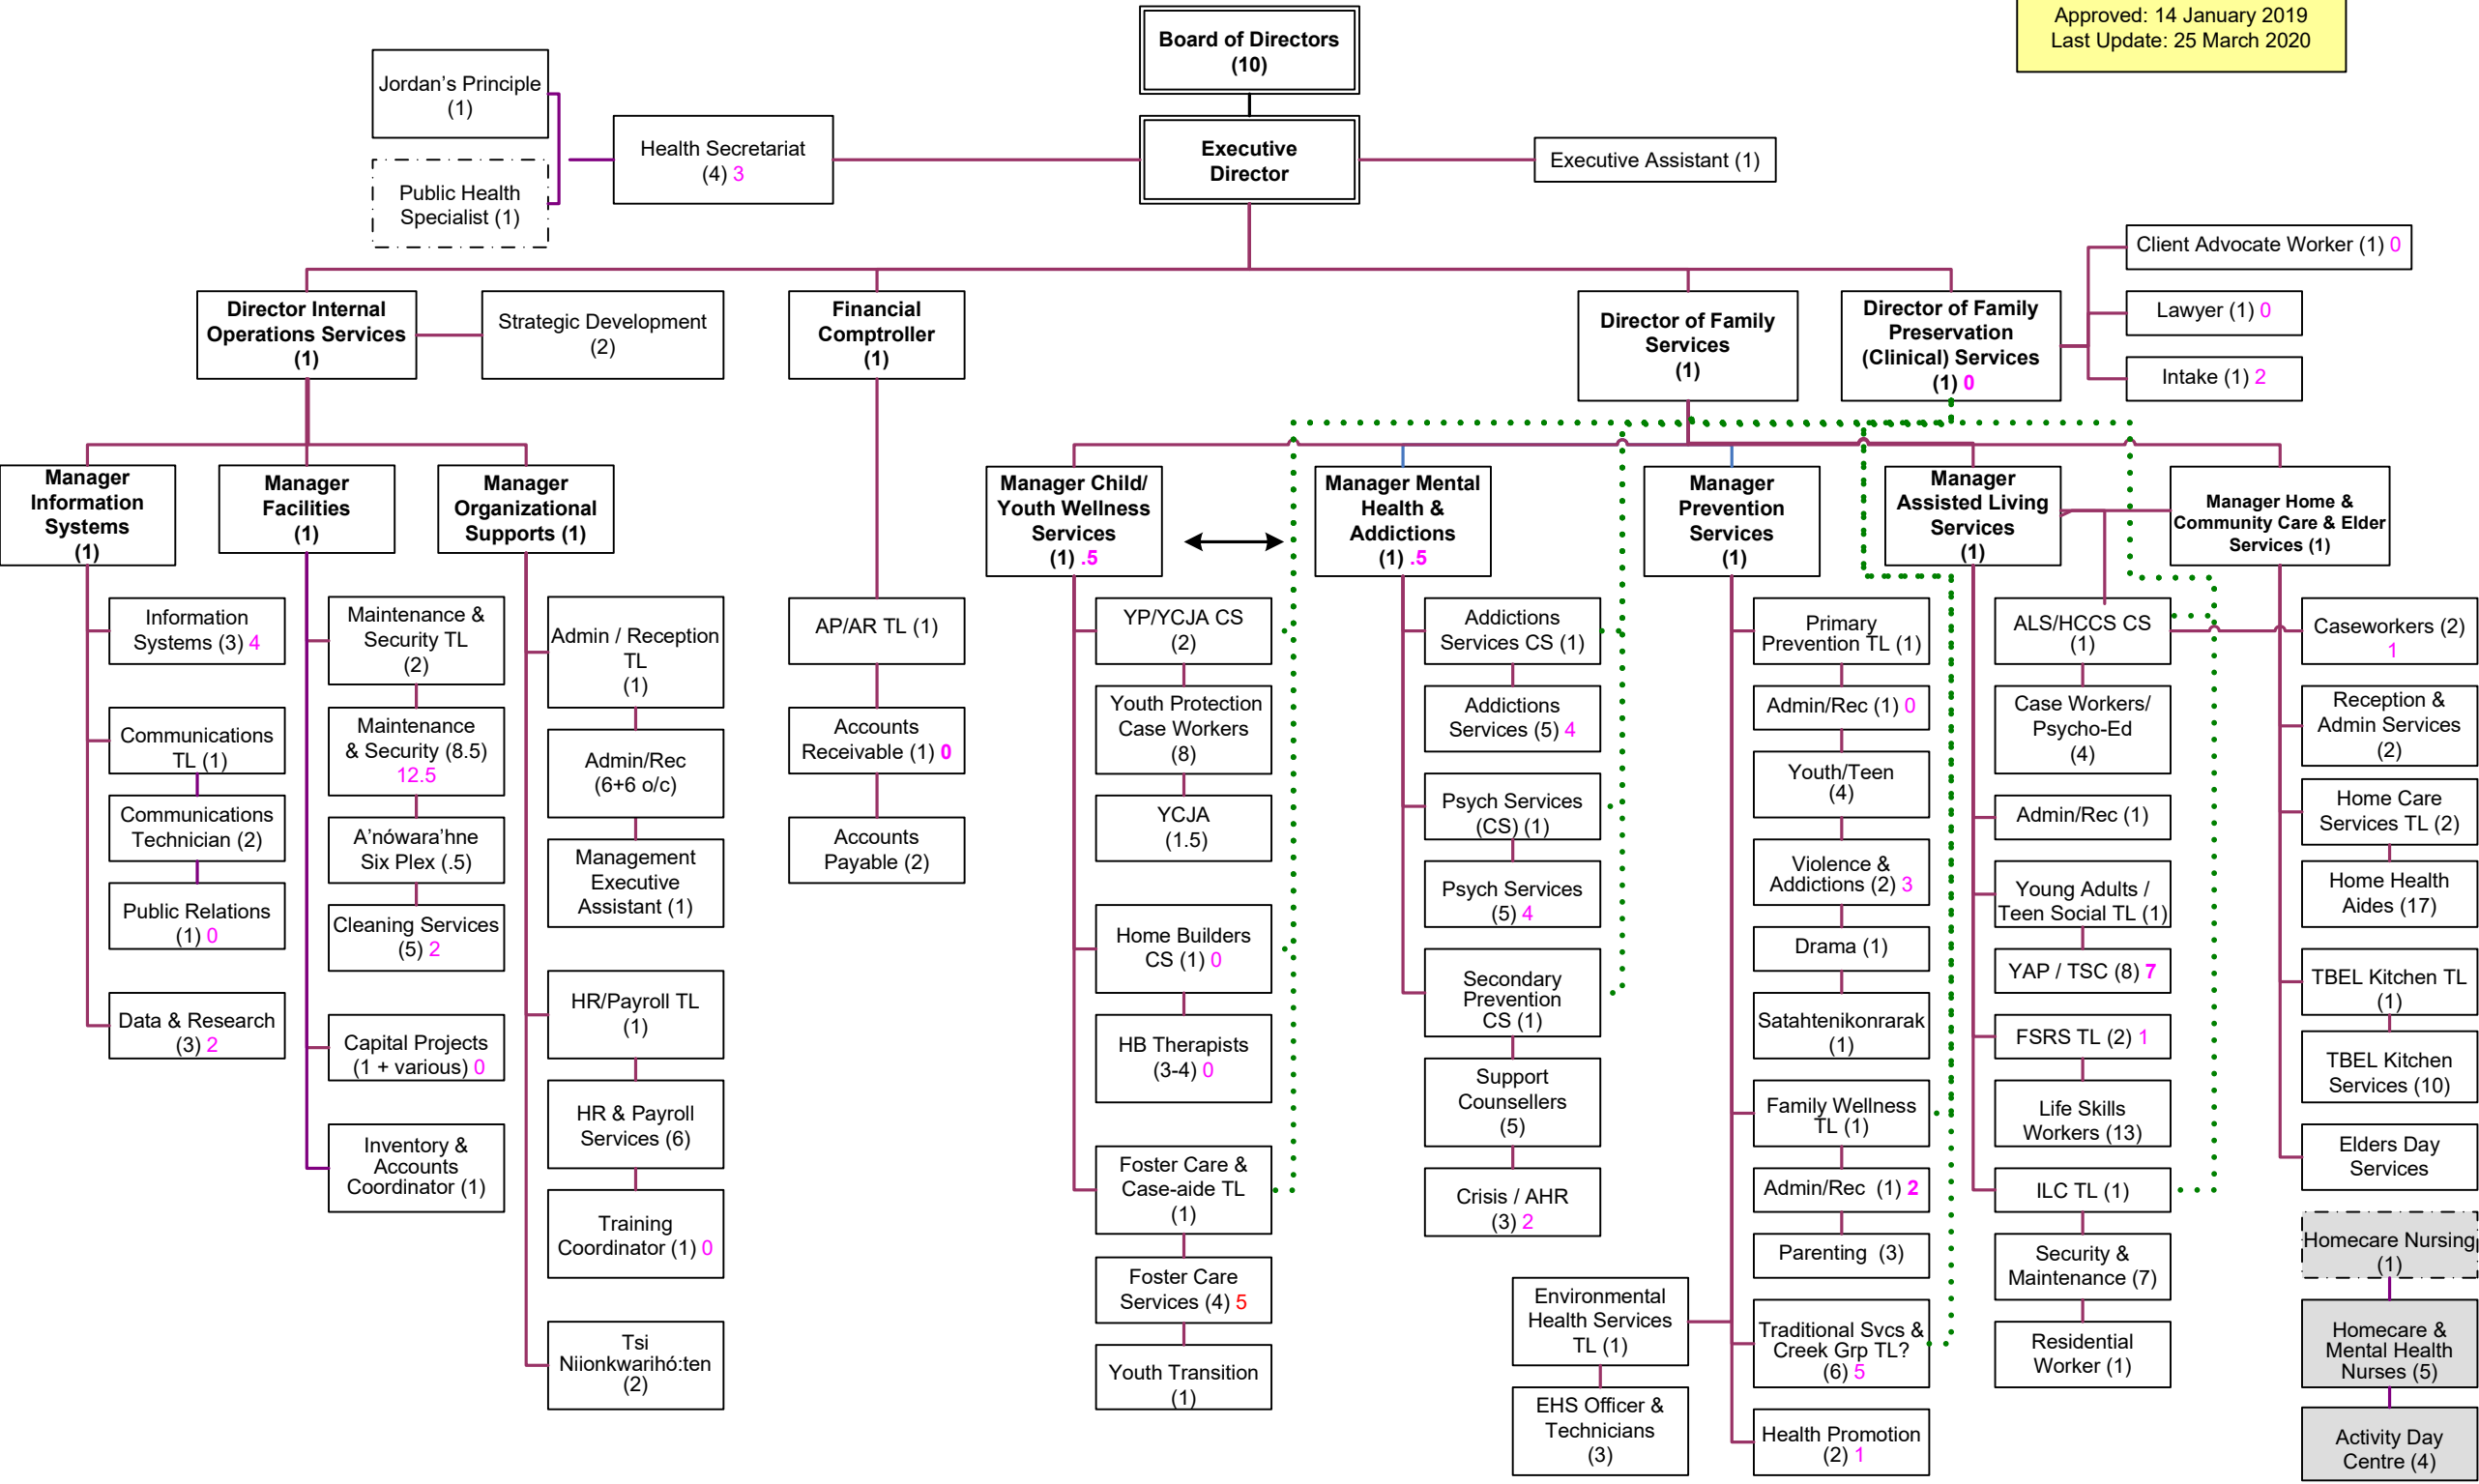 Approved: 14 January 2019
Last Update: 25 March 2020
Board of Directors
(10)
Jordan's Principle
(1)
Public Health
Specialist (1)
Health Secretariat
(4) 3
Executive
Director
Executive Assistant (1)
Client Advocate Worker (1) 0
Lawyer (1) 0
Intake (1) 2
Director Internal
Operations Services
(1)
Strategic Development
(2)
Financial
Comptroller
(1)
Director of Family
Services
(1)
Director of Family
Preservation
(Clinical) Services
(1) 0
Manager
Information
Systems
(1)
Manager
Facilities
(1)
Manager
Organizational
Supports (1)
Manager Child/
Youth Wellness
Services
(1) .5
Manager Mental
Health &
Addictions
(1) .5
Manager
Prevention
Services
(1)
Manager
Assisted Living
Services
(1)
Manager Home &
Community Care & Elder
Services (1)
Information
Systems (3) 4
Communications
TL (1)
Communications
Technician (2)
Public Relations
(1) 0
Data & Research
(3) 2
Maintenance &
Security TL
(2)
Maintenance
& Security (8.5)
12.5
A'nówara'hne
Six Plex (.5)
Cleaning Services
(5) 2
Capital Projects
(1 + various) 0
Inventory &
Accounts
Coordinator (1)
Admin / Reception
TL
(1)
Admin/Rec
(6+6 o/c)
Management
Executive
Assistant (1)
HR/Payroll TL
(1)
HR & Payroll
Services (6)
Training
Coordinator (1) 0
Tsi
Niionkwarihó:ten
(2)
AP/AR TL (1)
Accounts
Receivable (1) 0
Accounts
Payable (2)
YP/YCJA CS
(2)
Youth Protection
Case Workers
(8)
YCJA
(1.5)
Home Builders
CS (1) 0
HB Therapists
(3-4) 0
Foster Care &
Case-aide TL
(1)
Foster Care
Services (4) 5
Youth Transition
(1)
Addictions
Services CS (1)
Addictions
Services (5) 4
Psych Services
(CS) (1)
Psych Services
(5) 4
Secondary
Prevention
CS (1)
Support
Counsellers
(5)
Crisis / AHR
(3) 2
Environmental
Health Services
TL (1)
EHS Officer &
Technicians
(3)
Primary
Prevention TL (1)
Admin/Rec (1) 0
Youth/Teen
(4)
Violence &
Addictions (2) 3
Drama (1)
Satahtenikonrarak
(1)
Family Wellness
TL (1)
Admin/Rec (1) 2
Parenting (3)
Traditional Svcs &
Creek Grp TL?
(6) 5
Health Promotion
(2) 1
ALS/HCCS CS
(1)
Case Workers/
Psycho-Ed
(4)
Admin/Rec (1)
Young Adults /
Teen Social TL (1)
YAP / TSC (8) 7
FSRS TL (2) 1
Life Skills
Workers (13)
ILC TL (1)
Security &
Maintenance (7)
Residential
Worker (1)
Caseworkers (2)
1
Reception &
Admin Services
(2)
Home Care
Services TL (2)
Home Health
Aides (17)
TBEL Kitchen TL
(1)
TBEL Kitchen
Services (10)
Elders Day
Services
Homecare Nursing
(1)
Homecare &
Mental Health
Nurses (5)
Activity Day
Centre (4)